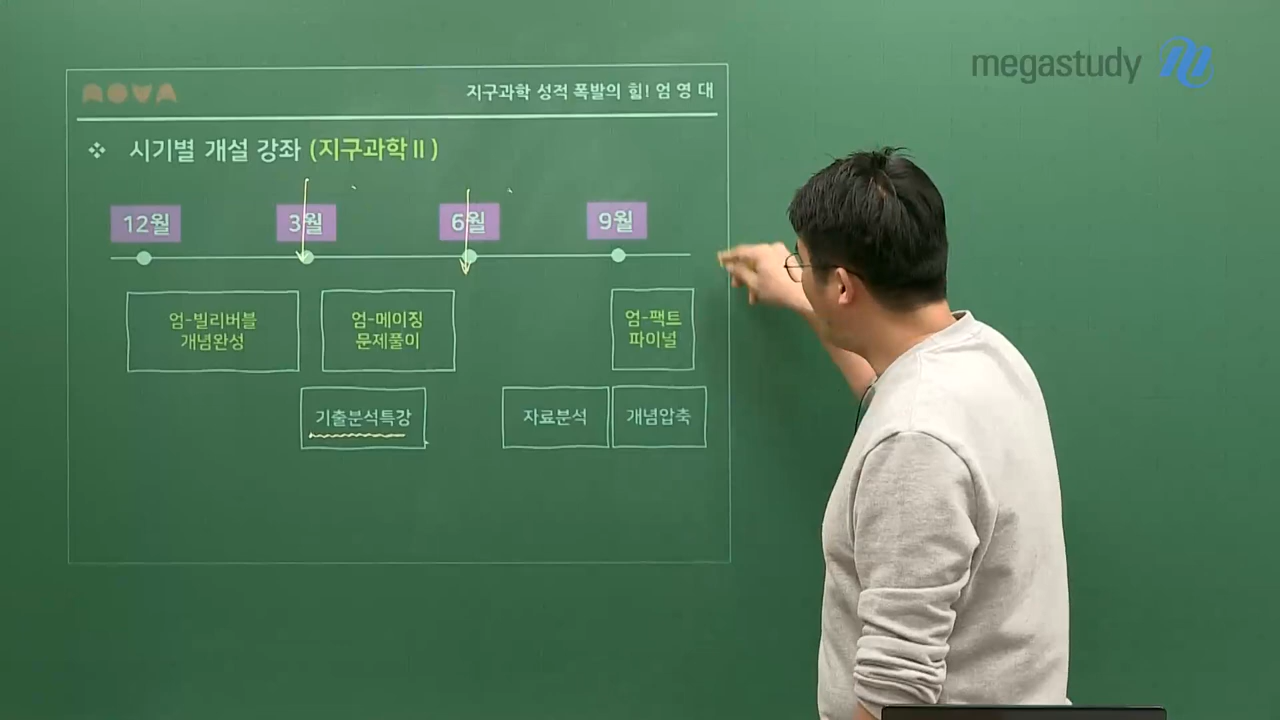 megastudy
NOVA
지구과학 성적 폭발의 힘! 엄 영 대
시기별 개설 강좌 (지구과학Ⅱ)
12월
3월
6월
9월
엄-빌리버블
개념완성
엄-메이징
문제풀이
엄-팩트
파이널
기출분석특강
자료분석
개념압축